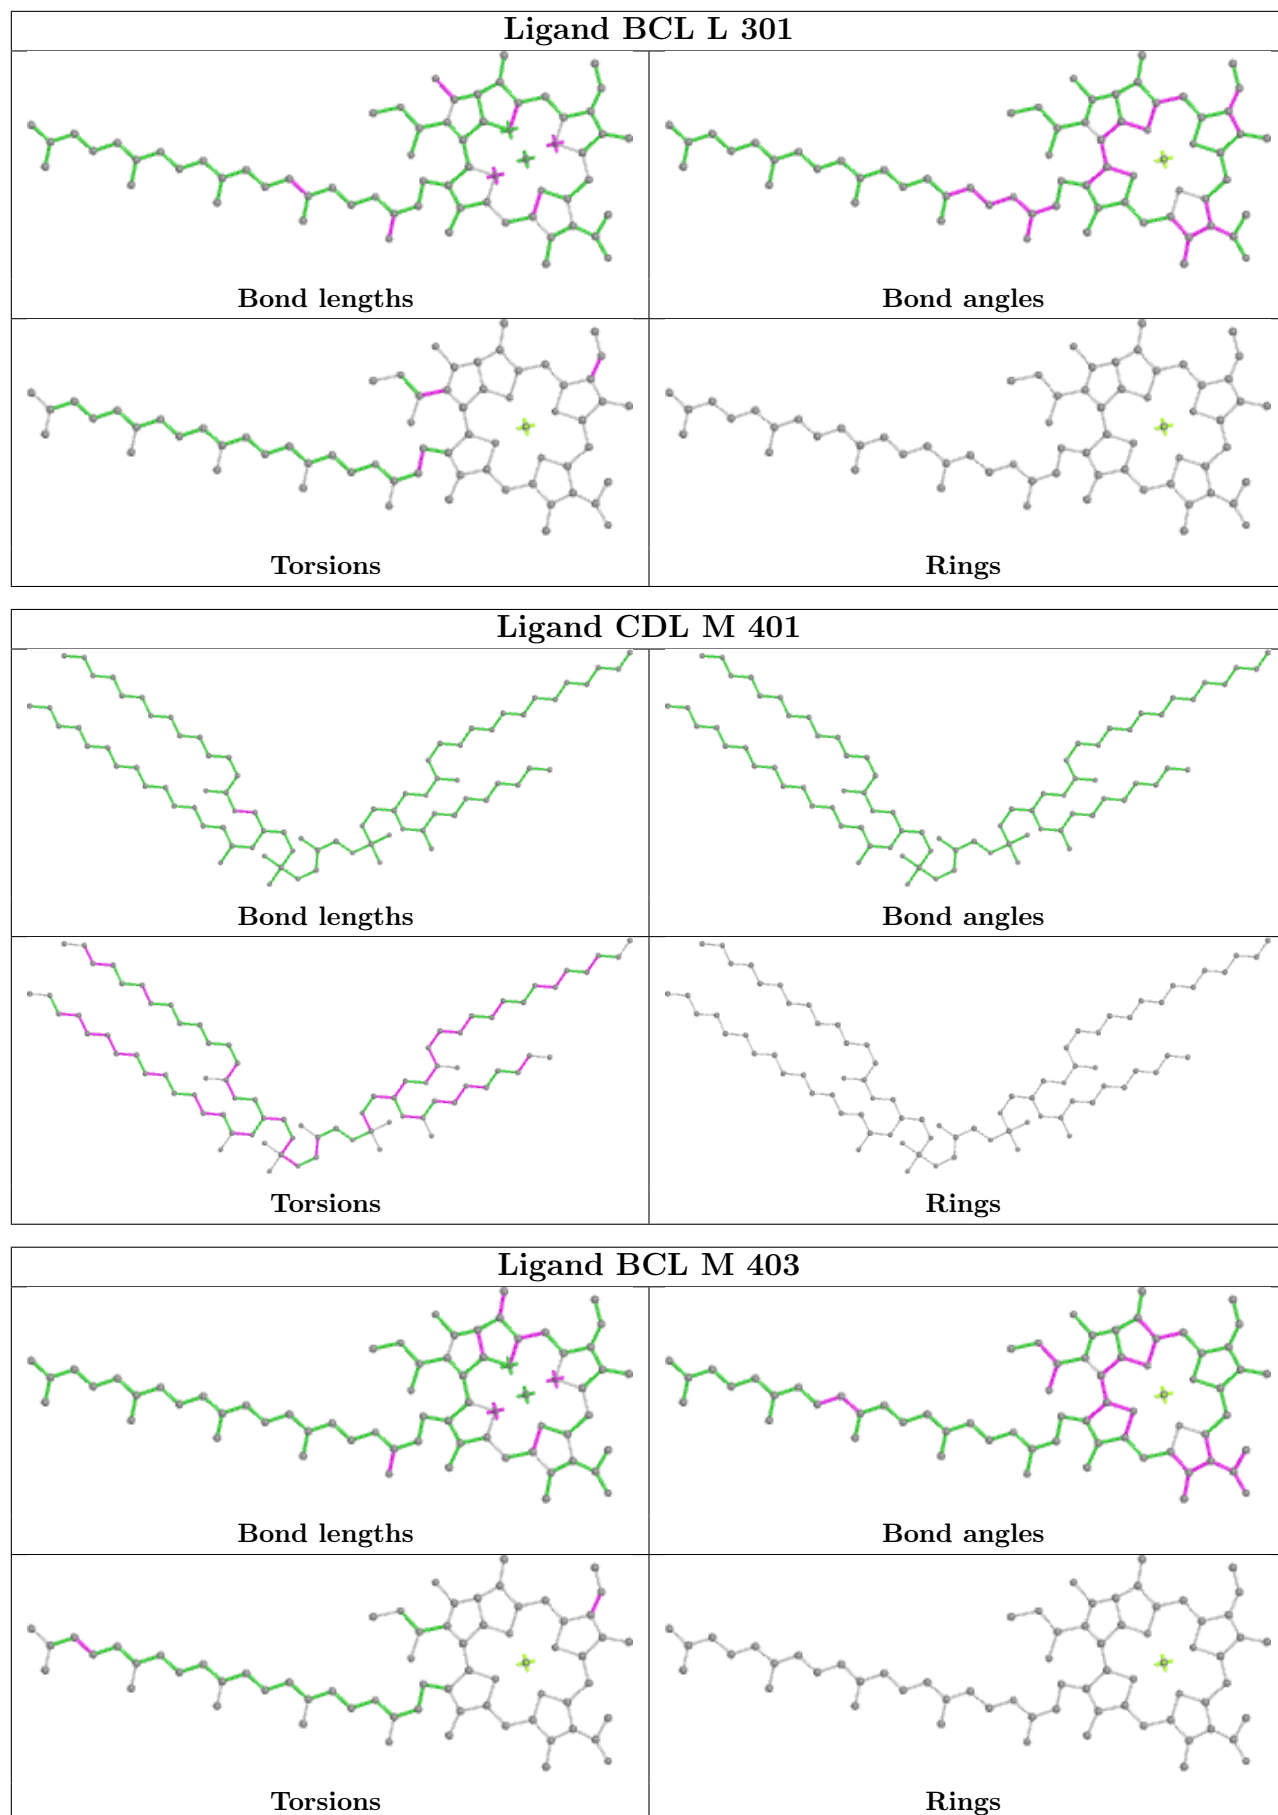 Ligand BCL L 301
Bond lengths
Bond angles
Torsions
Rings
Ligand CDL M 401
Bond lengths
Bond angles
Torsions
Rings
Ligand BCL M 403
Bond lengths
Bond angles
Torsions
Rings